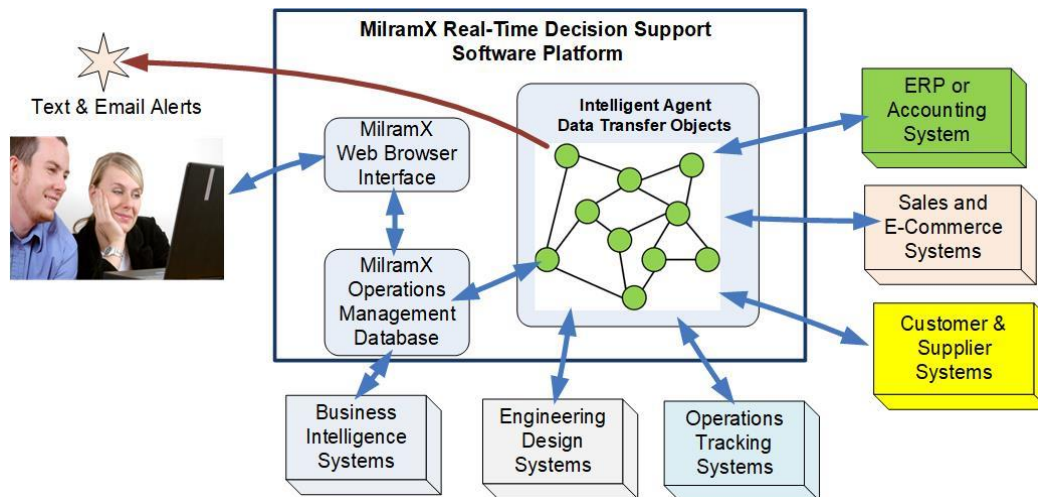 MilramX Real-Time Decision Support
Software Platform
Text & Email Alerts
MilramX
Web Browser
Interface
Intelligent Agent
Data Transfer Objects
ERP or
Accounting
System
Sales and
E-Commerce
Systems
MilramX
Operations
Management
Database
Customer &
Supplier
Systems
Business
Intelligence
Systems
Engineering
Design
Systems
Operations
Tracking
Systems